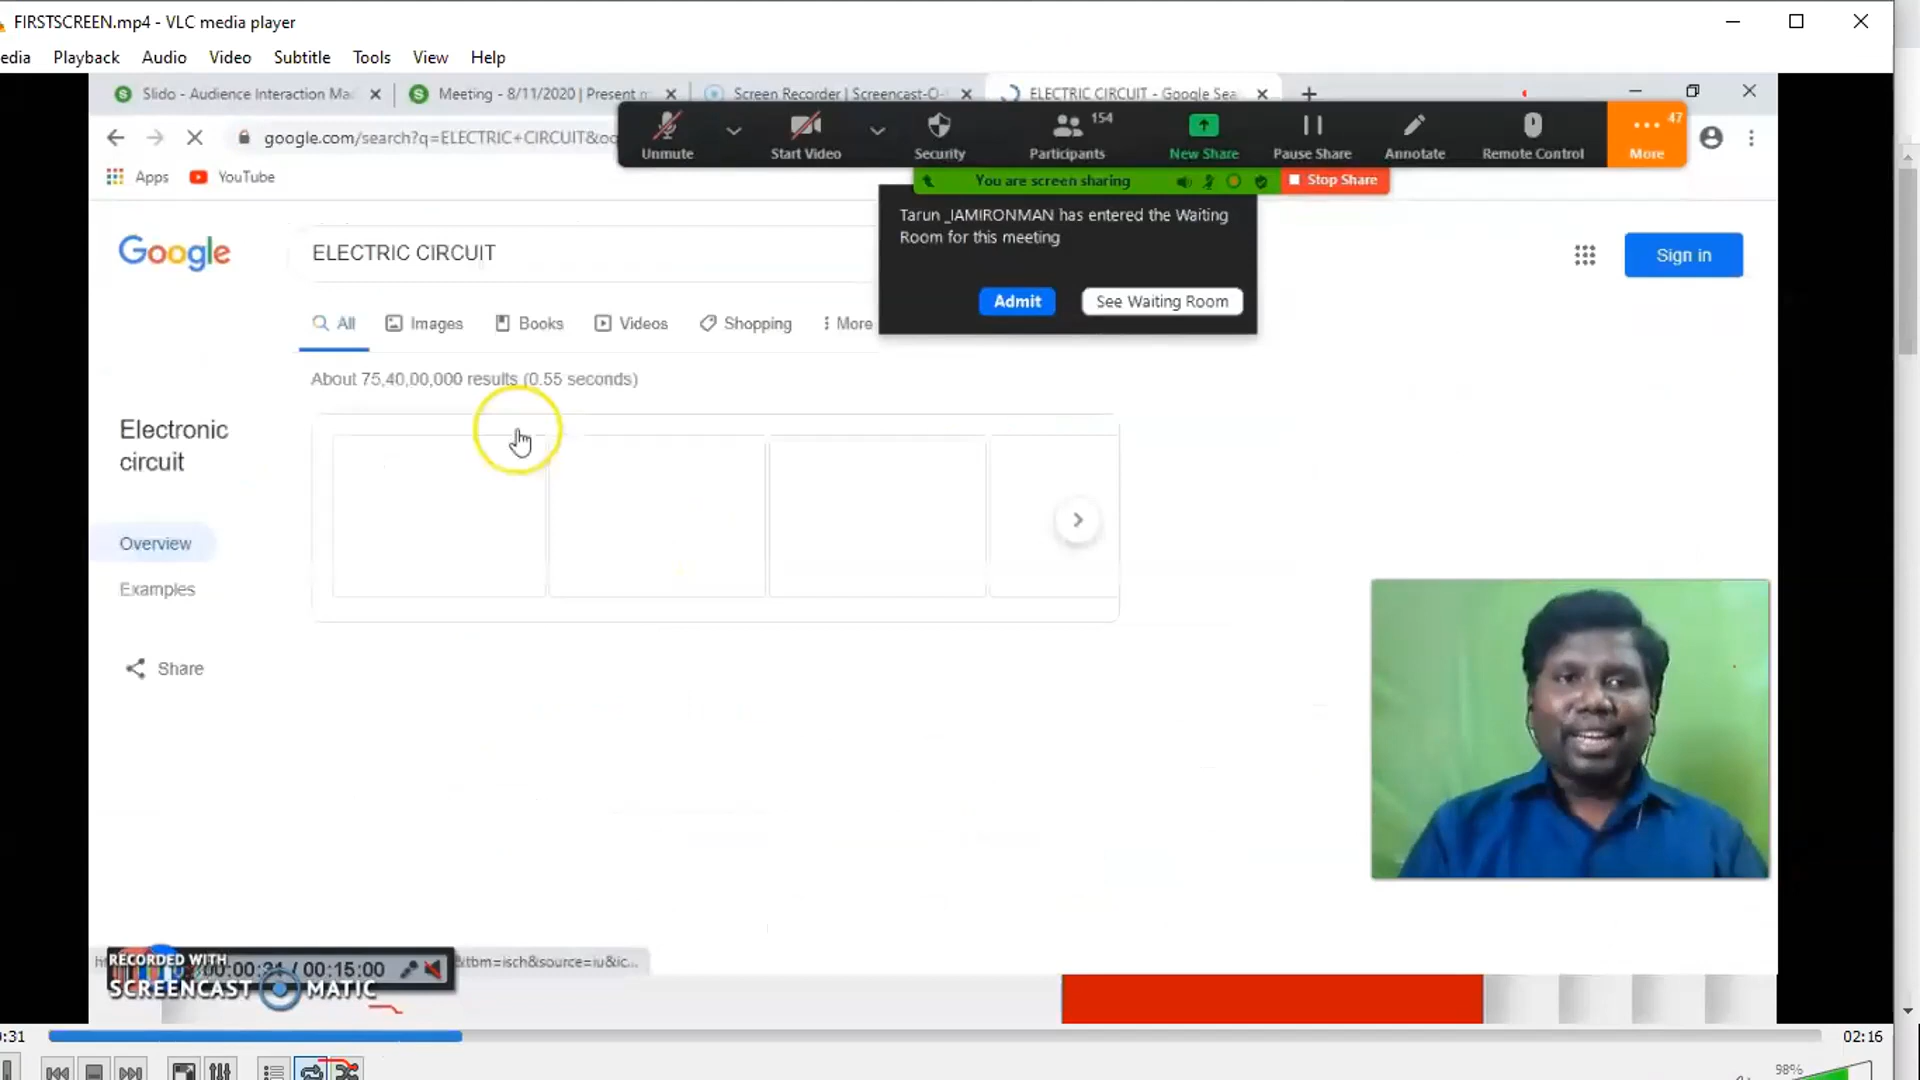 FIRSTSCREEN.mp4 - VLC media player
edia Playback Audio Video Subtitle Tools View Help
Slido - Audience Interaction Ma
Meeting - 8/11/2020 | Present
Screen Recorder | Screencast-O-
ELECTRIC CIRCUIT - Google Sea
google.com/search?q=ELECTRIC+CIRCUIT&oq
Unmute
Start Video
Security
154
Participants
New Share
Pause Share
Annotate
Remote Control
47
More
Apps
YouTube
You are screen sharing
Stop Share
Tarun _IAMIRONMAN has entered the Waiting
Room for this meeting
Admit
See Waiting Room
Google
ELECTRIC CIRCUIT
Sign in
All Images Books Videos Shopping More
About 75,40,00,000 results (0.55 seconds)
Electronic
circuit
Overview
Examples
Share
RECORDED WITH
SCREENCAST MATIC
00:00:31 / 00:15:00
&tbm=isch&source=iu&ic...
:31
02:16
98%